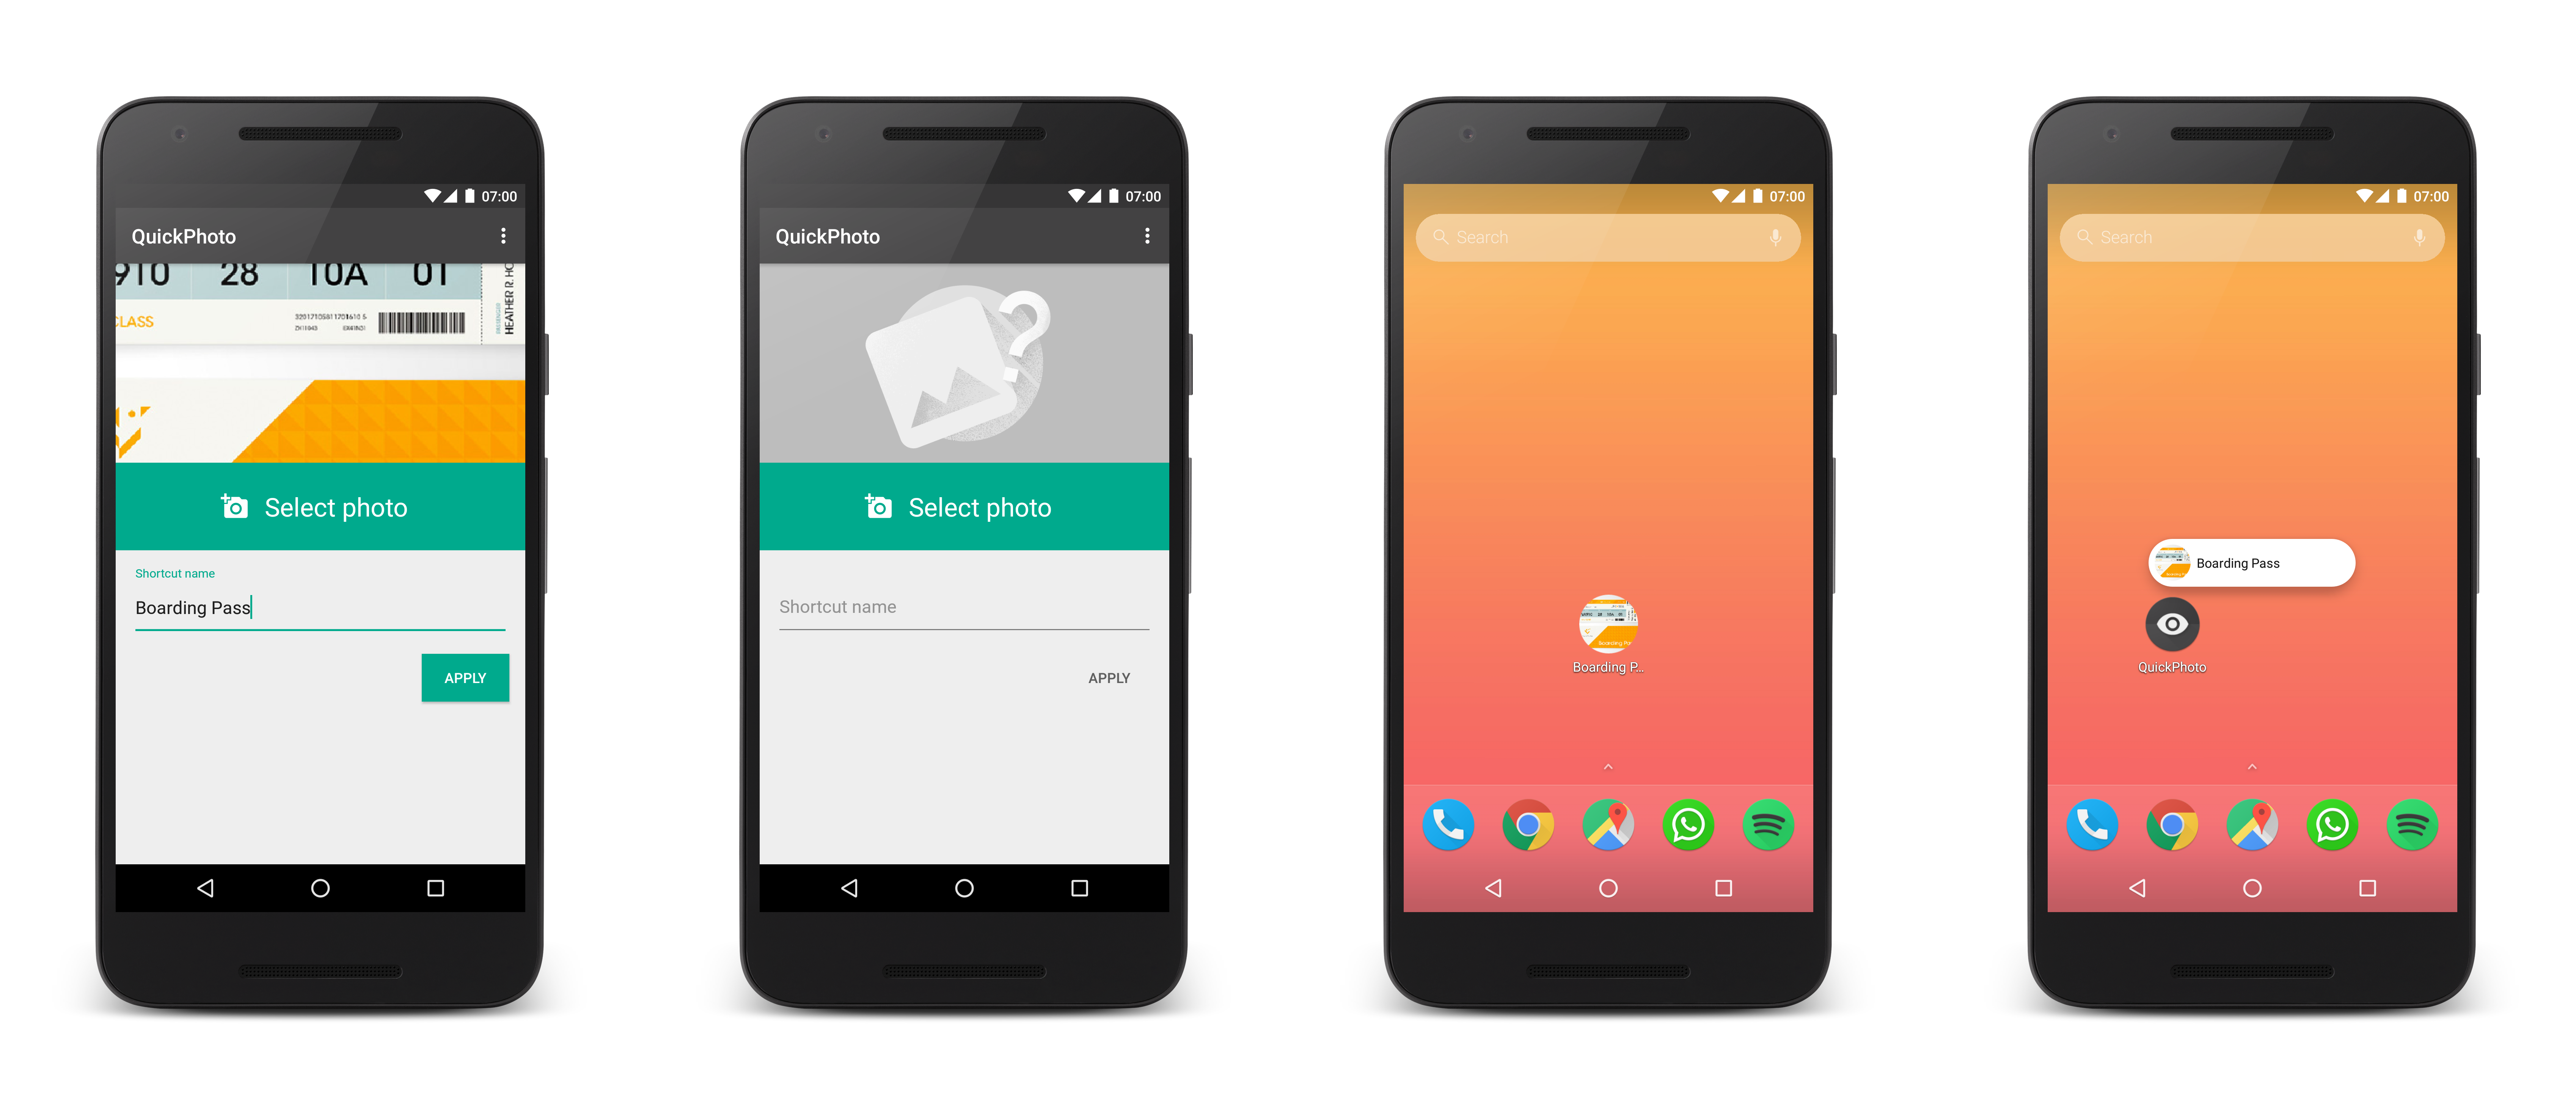 07:00
QuickPhoto
910 28 10A 01
CLASS
HEATHER R. HO
Select photo
Shortcut name
Boarding Pass
APPLY
07:00
QuickPhoto
?
Select photo
Shortcut name
APPLY
07:00
Search
Boarding P...
07:00
Search
Boarding Pass
QuickPhoto